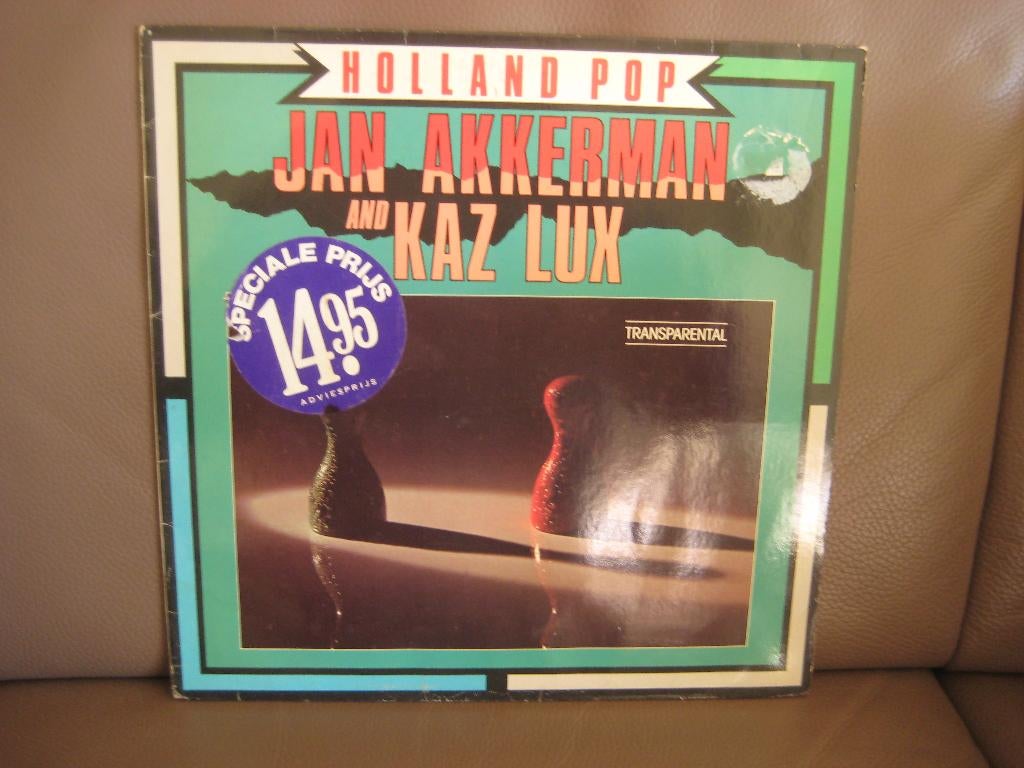 HOLLAND POP
JAN AKKERMAN
AND KAZ LUX
SPECIALE PRIJS
14.95
ADVIESPRIJS
TRANSPARENTAL